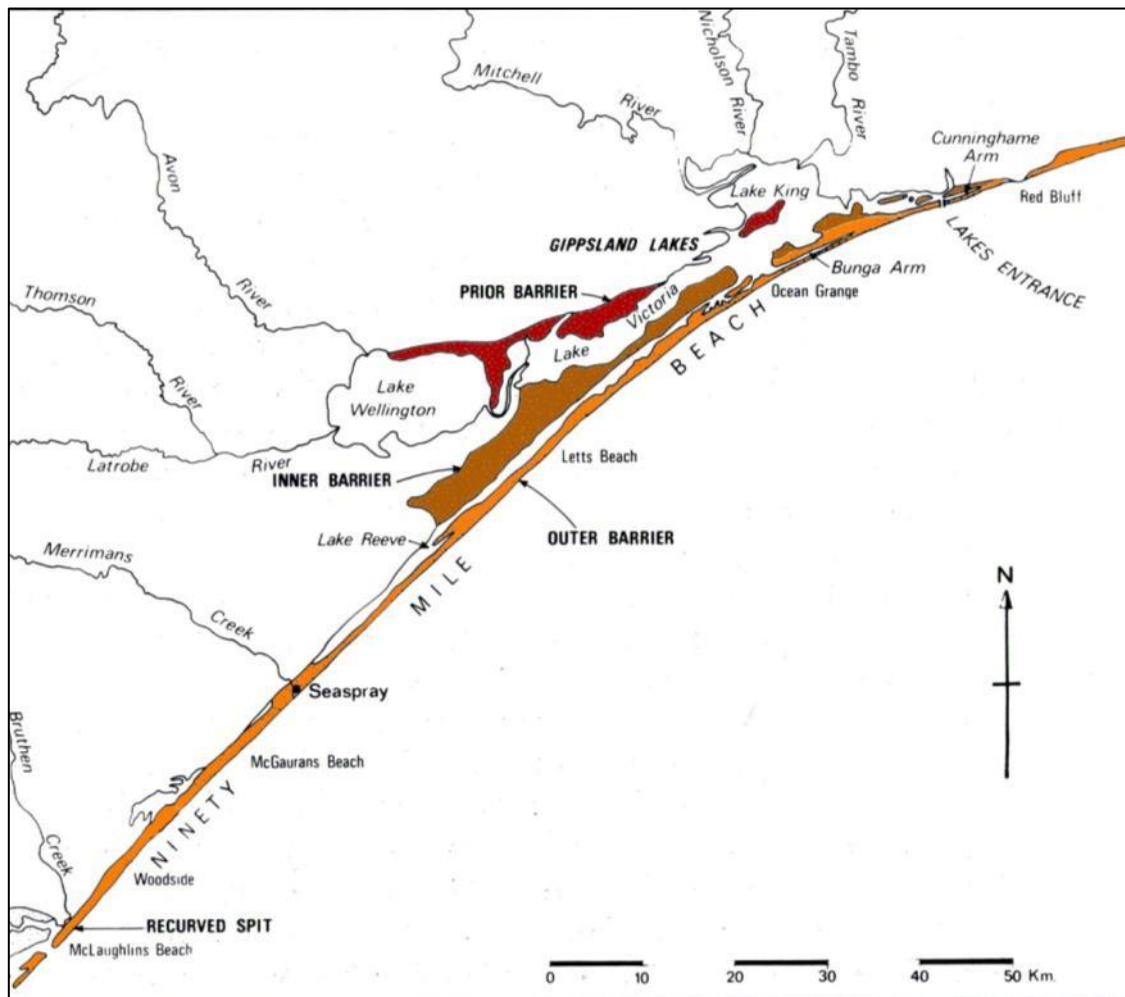 Mitchell
River
Nicholson River
Tambo River
Cunninghame
Arm
Red Bluff
Lake King
Avon
River
GIPPSLAND LAKES
LAKES ENTRANCE
Bunga Arm
Ocean Grange
PRIOR BARRIER
Thomson
River
Lake
Victoria
BEACH
Lake
Wellington
Latrobe
River
Letts Beach
INNER BARRIER
OUTER BARRIER
Lake Reeve
Merrimans
Creek
MILE
N
Seaspray
Bruthen
Creek
McGaurans Beach
NINETY
Woodside
RECURVED SPIT
McLaughlins Beach
0 10 20 30 40 50 Km.